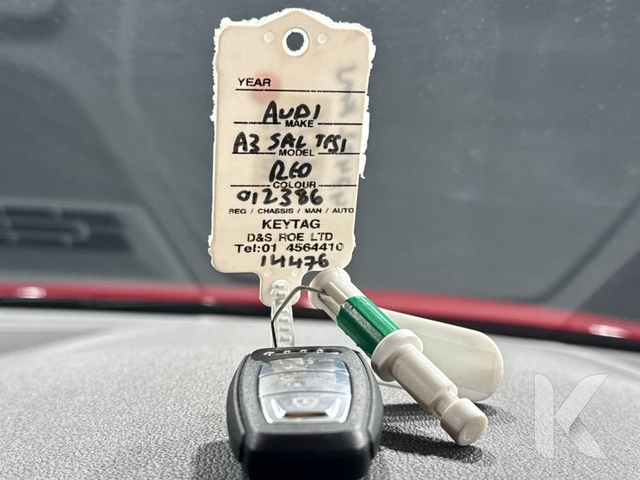 YEAR
AUDI
MAKE
A3 SAL TFSI
MODEL
RED
COLOUR
012386
REG / CHASSIS / MAN / AUTO
KEYTAG
D&S ROE LTD
Tel:01 4564410
14476
K